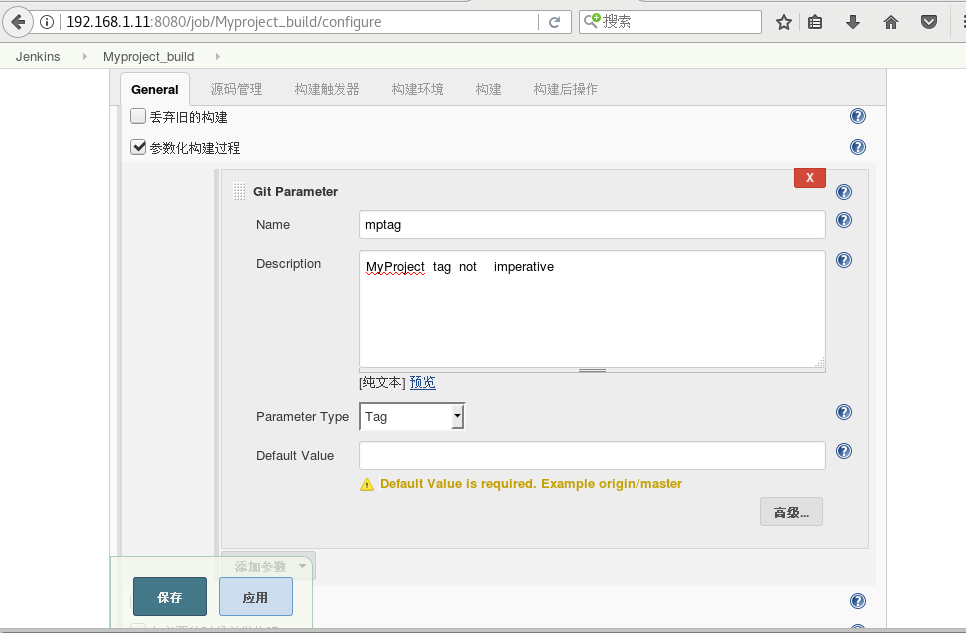 192.168.1.11:8080/job/Myproject_build/configure
搜索
Jenkins
Myproject_build
General
源码管理
构建触发器
构建环境
构建
构建后操作
丢弃旧的构建
参数化构建过程
X
Git Parameter
Name
mptag
Description
MyProject tag not imperative
[纯文本] 预览
Parameter Type
Tag
Default Value
Default Value is required. Example origin/master
高级...
添加参数
保存
应用